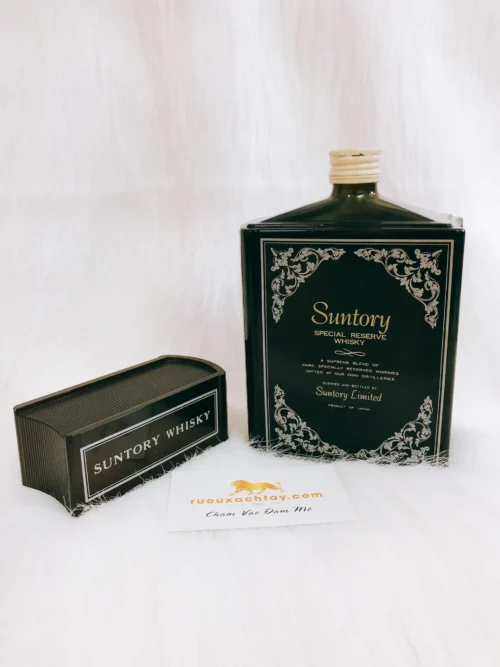 Suntory
SPECIAL RESERVE
WHISKY
A SUPREME BLEND OF
RARE, SPECIALLY RESERVED WHISKIES
VATTED AT OUR OWN DISTILLERIES
BLENDED AND BOTTLED BY
Suntory Limited
PRODUCT OF JAPAN
SUNTORY WHISKY
ruouxachtay.com
Chạm Vào Đam Mê